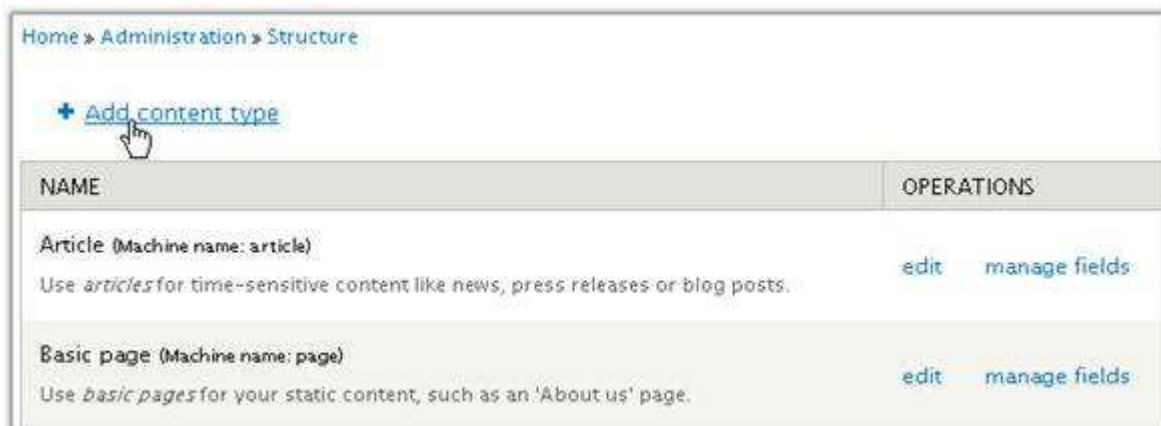 Home » Administration » Structure
+ Add content type
NAME OPERATIONS
Article (Machine name: article)
Use articles for time-sensitive content like news, press releases or blog posts.
edit manage fields
Basic page (Machine name: page)
Use basic pages for your static content, such as an 'About us' page.
edit manage fields